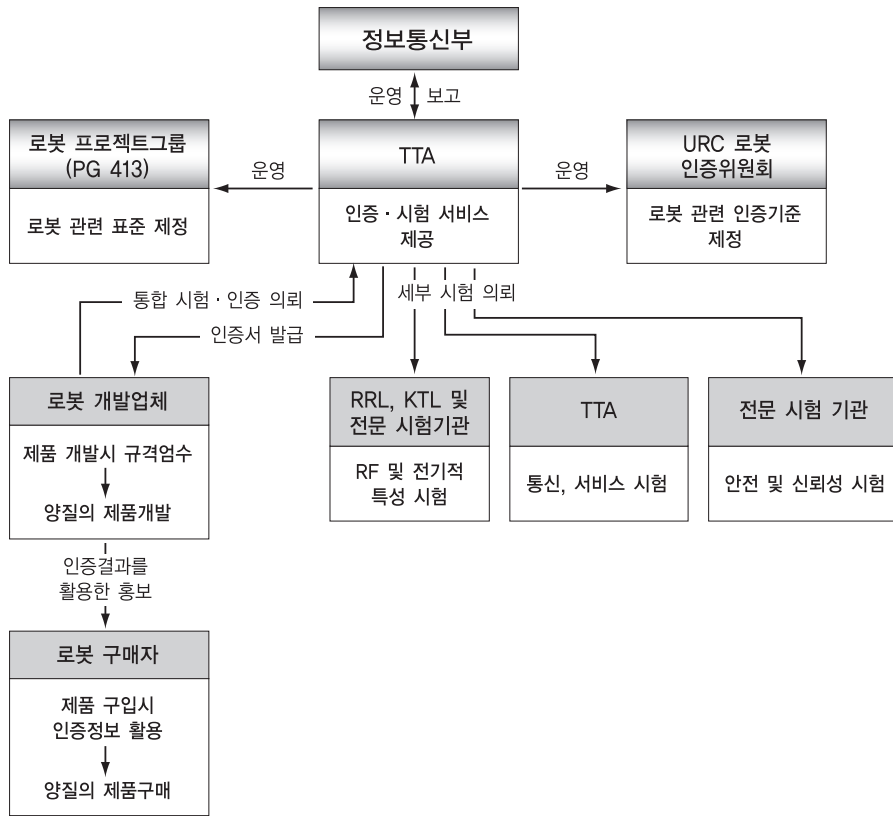 정보통신부
운영 보고
로봇 프로젝트그룹
(PG 413)
로봇 관련 표준 제정
운영
TTA
인증·시험 서비스
제공
운영
URC 로봇
인증위원회
로봇 관련 인증기준
제정
통합 시험·인증 의뢰
인증서 발급
세부 시험 의뢰
로봇 개발업체
제품 개발시 규격엄수
양질의 제품개발
RRL, KTL 및
전문 시험기관
RF 및 전기적
특성 시험
TTA
통신, 서비스 시험
전문 시험 기관
안전 및 신뢰성 시험
인증결과를
활용한 홍보
로봇 구매자
제품 구입시
인증정보 활용
양질의 제품구매